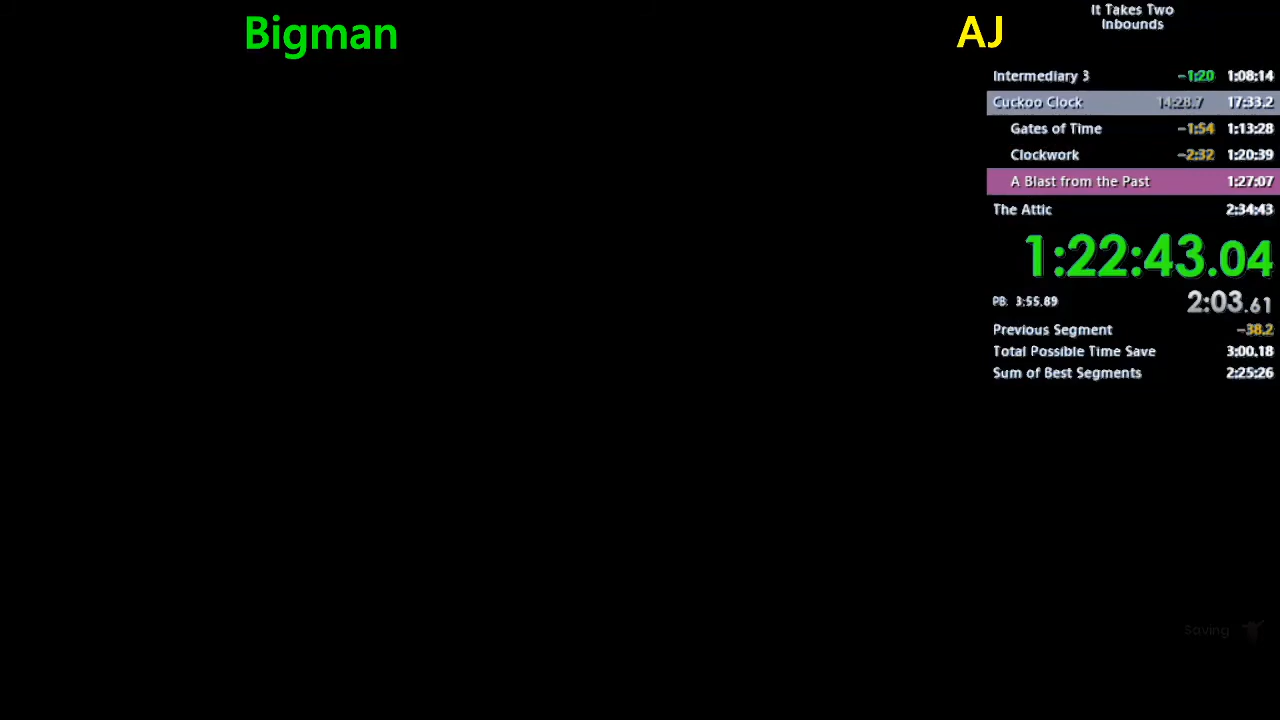 Bigman
AJ
It Takes Two
Inbounds
Intermediary 3 -1:20 1:08:14
Cuckoo Clock 14:28.7 17:33.2
Gates of Time -1:54 1:13:28
Clockwork -2:32 1:20:39
A Blast from the Past 1:27:07
The Attic 2:34:43
1:22:43.04
PB: 3:55.89 2:03.61
Previous Segment -38.2
Total Possible Time Save 3:00.18
Sum of Best Segments 2:25:26
Saving